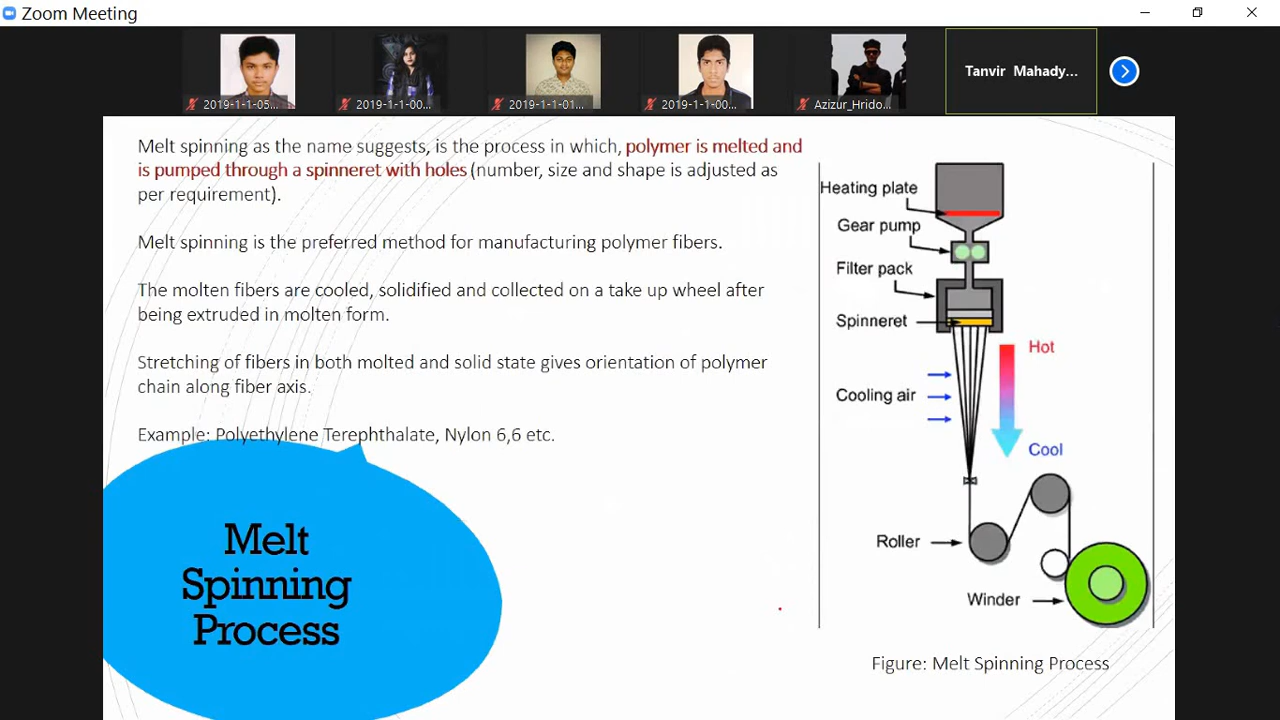 Zoom Meeting
2019-1-1-05...
2019-1-1-00...
2019-1-1-01...
2019-1-1-00...
Azizur_Hrido...
Tanvir Mahady...
Melt spinning as the name suggests, is the process in which, polymer is melted and
is pumped through a spinneret with holes (number, size and shape is adjusted as
per requirement).
Melt spinning is the preferred method for manufacturing polymer fibers.
The molten fibers are cooled, solidified and collected on a take up wheel after
being extruded in molten form.
Stretching of fibers in both molted and solid state gives orientation of polymer
chain along fiber axis.
Example: Polyethylene Terephthalate, Nylon 6,6 etc.
Melt
Spinning
Process
Heating plate
Gear pump
Filter pack
Spinneret
Hot
Cooling air
Cool
Roller
Winder
Figure: Melt Spinning Process